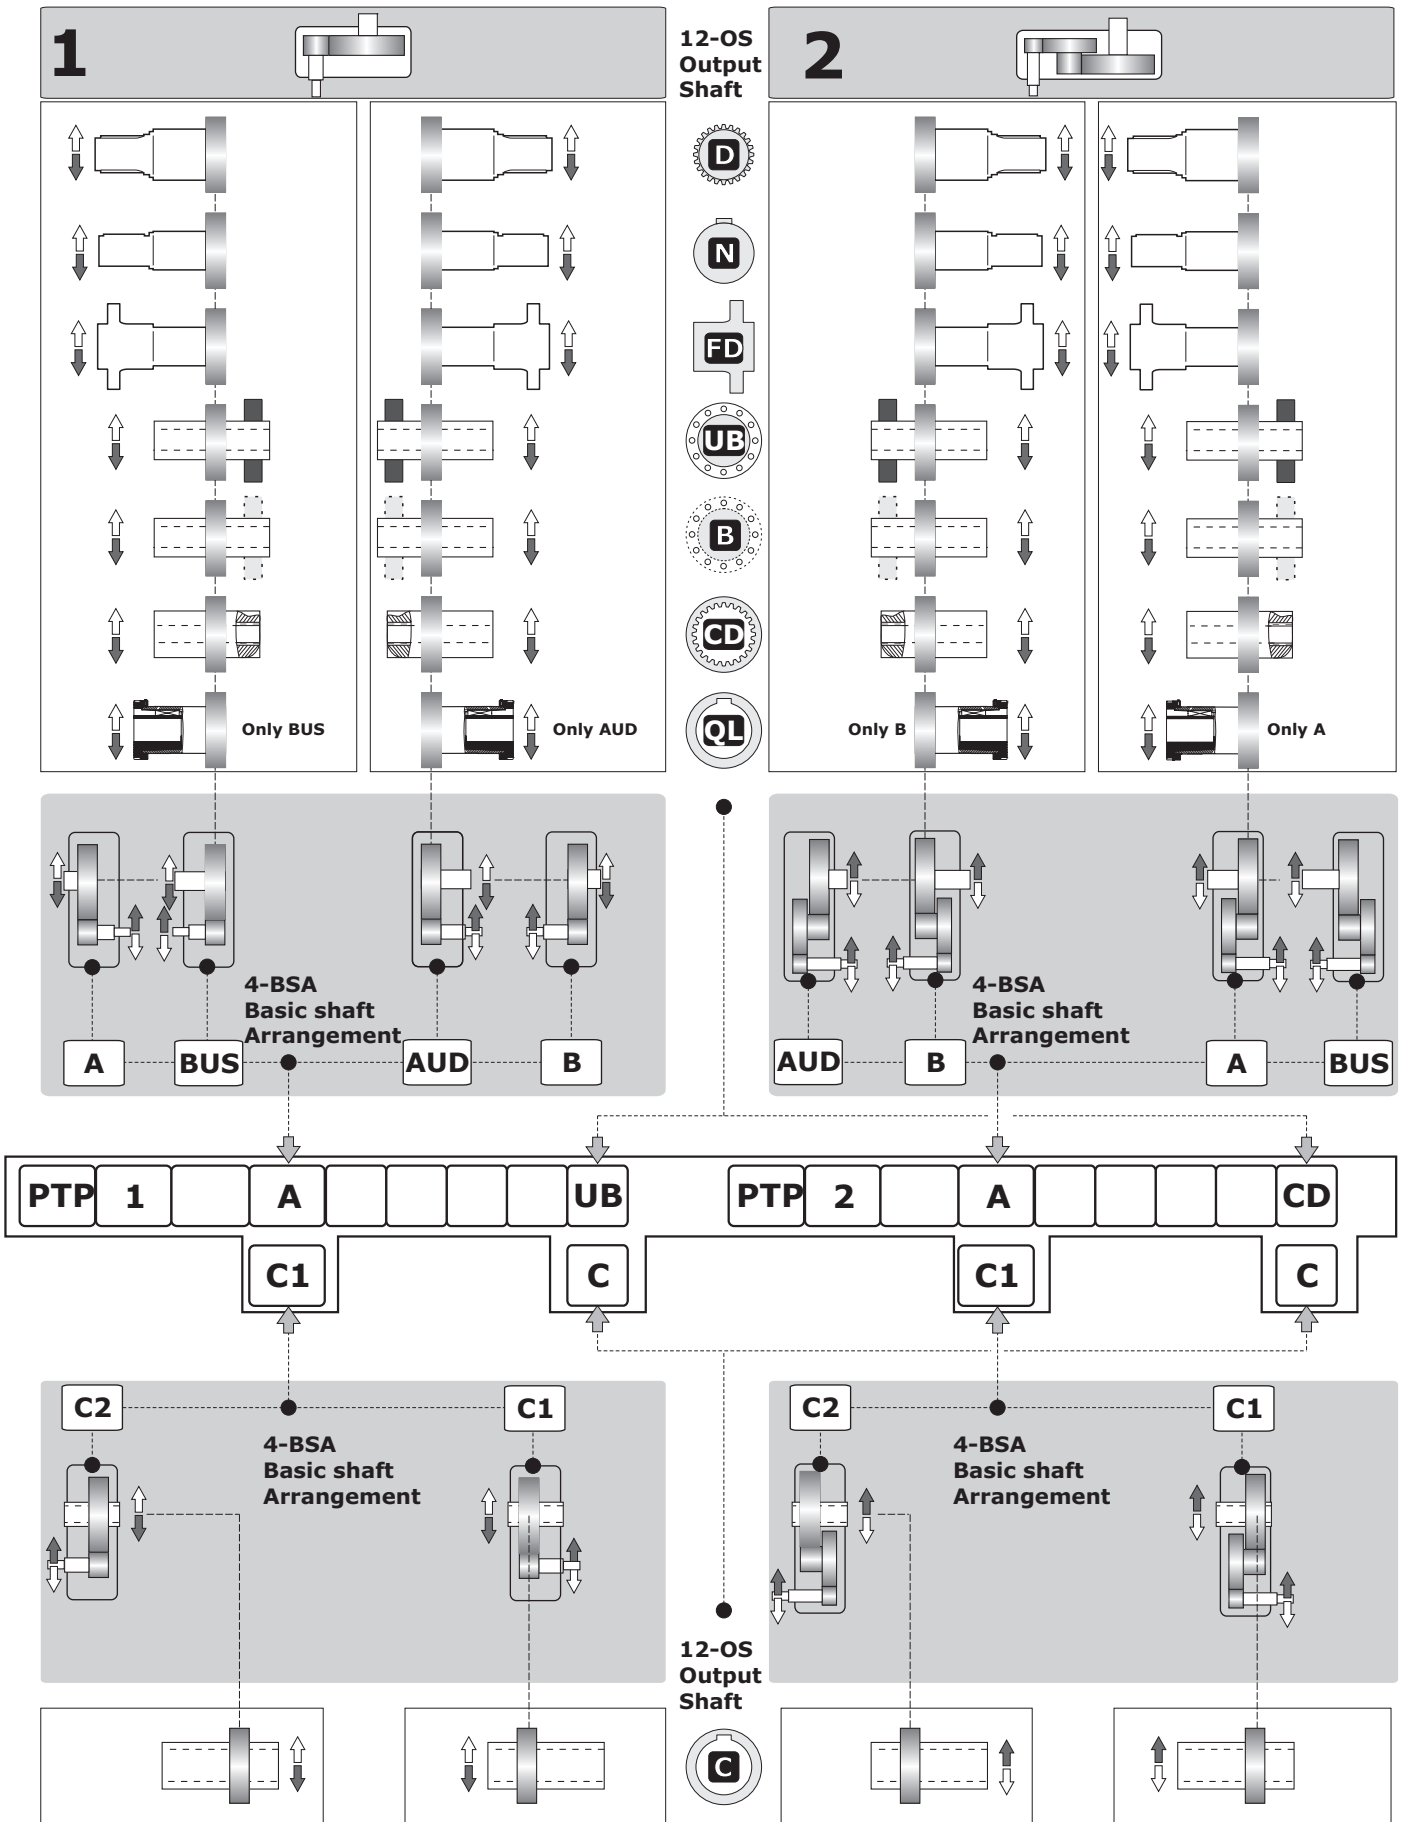 1
12-OS
Output
Shaft
2
D
N
FD
UB
B
CD
QL
Only BUS
Only AUD
Only B
Only A
4-BSA
Basic shaft
Arrangement
A
BUS
AUD
B
4-BSA
Basic shaft
Arrangement
AUD
B
A
BUS
PTP 1 A UB
PTP 2 A CD
C1
C
C1
C
C2
C1
4-BSA
Basic shaft
Arrangement
C2
C1
4-BSA
Basic shaft
Arrangement
12-OS
Output
Shaft
C